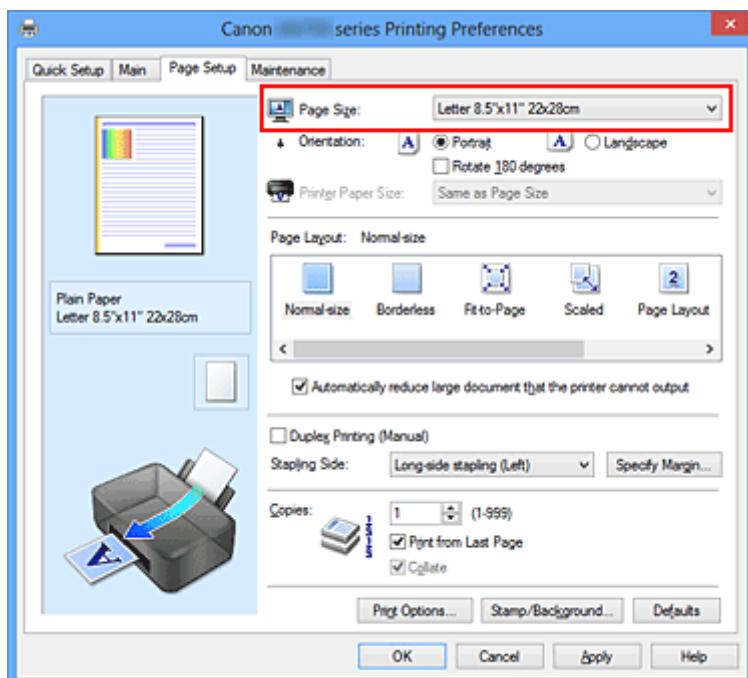 Canon series Printing Preferences
Quick Setup Main Page Setup Maintenance
Page Size: Letter 8.5"x11" 22x28cm
Orientation: A Portrait A Landscape
Rotate 180 degrees
Printer Paper Size: Same as Page Size
Page Layout: Normal-size
2
Normal-size Borderless Fit-to-Page Scaled Page Layout
Automatically reduce large document that the printer cannot output
Plain Paper
Letter 8.5"x11" 22x28cm
Duplex Printing (Manual)
Stapling Side: Long-side stapling (Left) Specify Margin...
Copies: 1 (1-999)
Print from Last Page
Collate
A
Print Options... Stamp/Background... Defaults
OK Cancel Apply Help